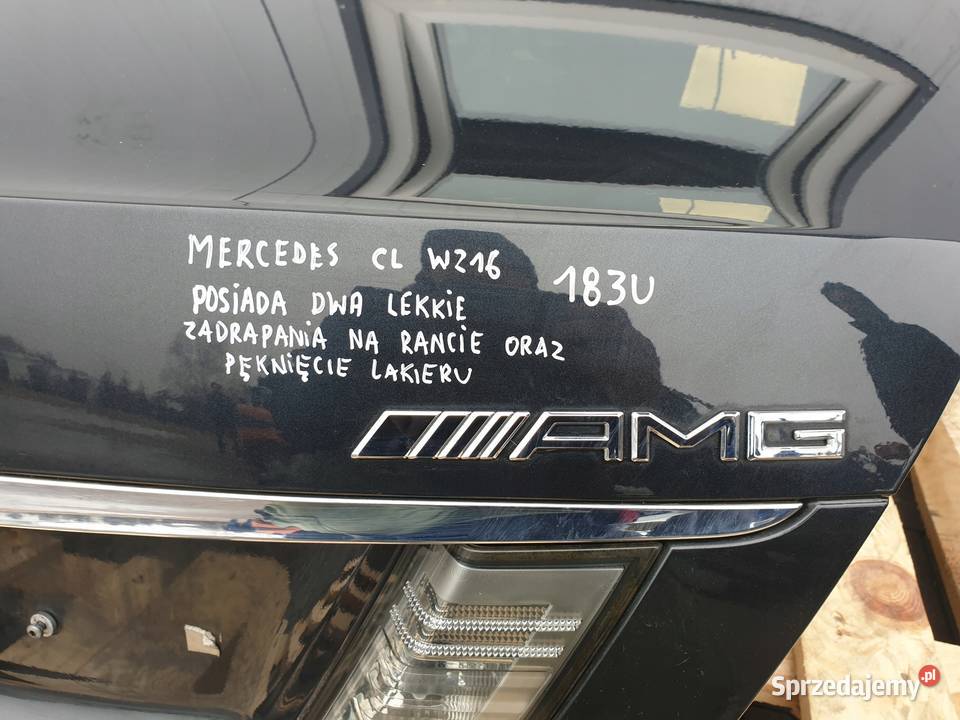 MERCEDES CL W216 183U
POSIADA DWA LEKKIE
ZADRAPANIA NA RANCIE ORAZ
PĘKNIĘCIE LAKIERU
AMG
Sprzedajemy.pl